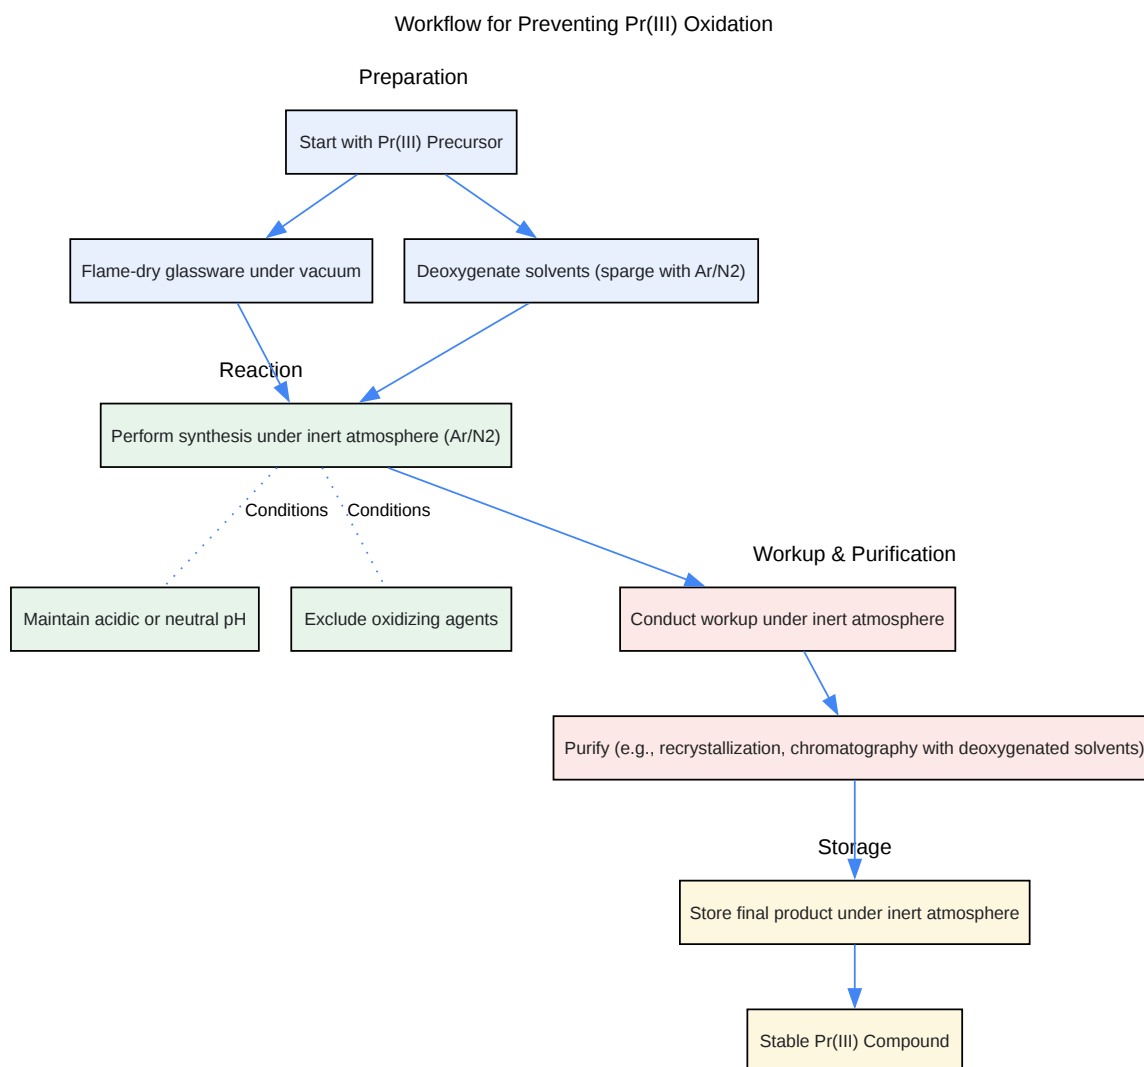 Workflow for Preventing Pr(III) Oxidation
Preparation
Start with Pr(III) Precursor
Flame-dry glassware under vacuum
Deoxygenate solvents (sparge with Ar/N2)
Reaction
Perform synthesis under inert atmosphere (Ar/N2)
Conditions
Conditions
Maintain acidic or neutral pH
Exclude oxidizing agents
Workup & Purification
Conduct workup under inert atmosphere
Purify (e.g., recrystallization, chromatography with deoxygenated solvents)
Storage
Store final product under inert atmosphere
Stable Pr(III) Compound